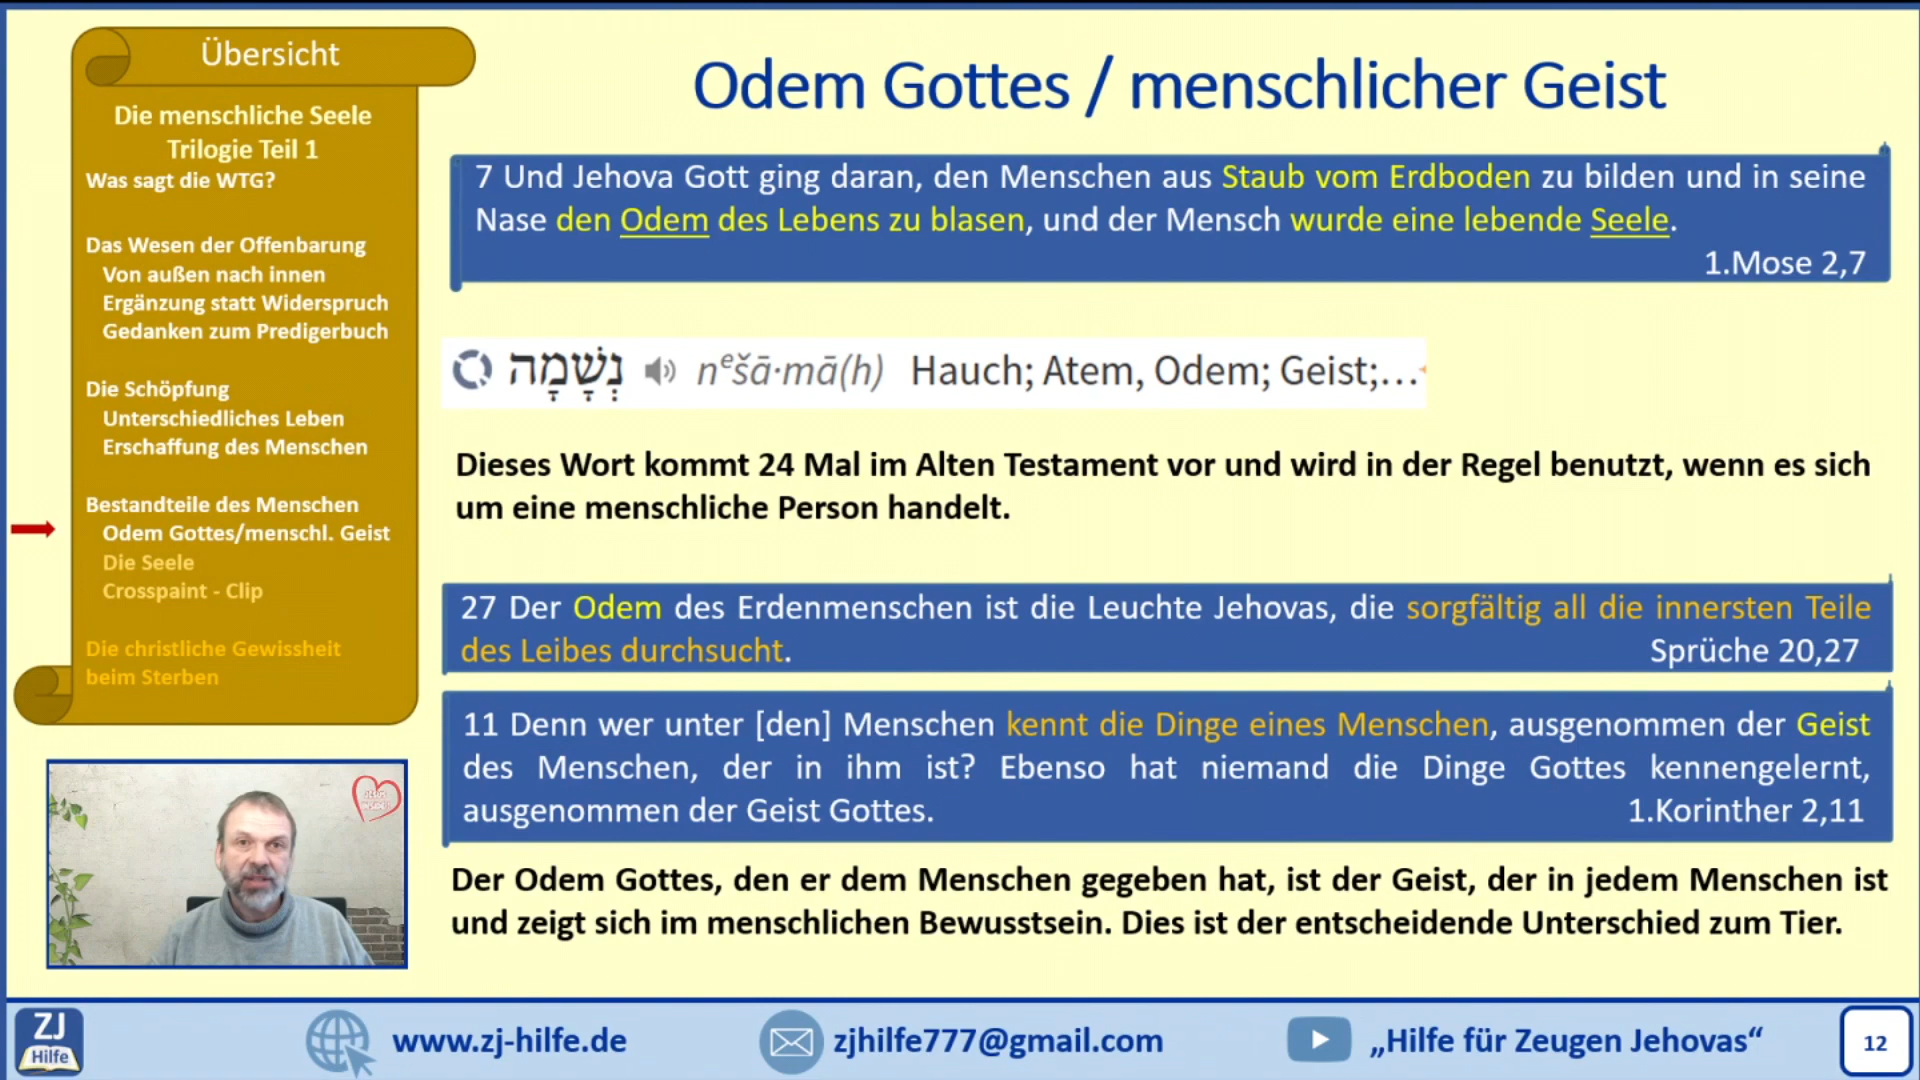 Übersicht
Die menschliche Seele
Trilogie Teil 1
Was sagt die WTG?
Das Wesen der Offenbarung
Von außen nach innen
Ergänzung statt Widerspruch
Gedanken zum Predigerbuch
Die Schöpfung
Unterschiedliches Leben
Erschaffung des Menschen
Bestandteile des Menschen
Odem Gottes/menschl. Geist
Die Seele
Crosspaint - Clip
Die christliche Gewissheit
beim Sterben
Odem Gottes / menschlicher Geist
7 Und Jehova Gott ging daran, den Menschen aus Staub vom Erdboden zu bilden und in seine
Nase den Odem des Lebens zu blasen, und der Mensch wurde eine lebende Seele.
1.Mose 2,7
נְשָׁמָה nᵉšā·mā(h) Hauch; Atem, Odem; Geist;...
Dieses Wort kommt 24 Mal im Alten Testament vor und wird in der Regel benutzt, wenn es sich
um eine menschliche Person handelt.
27 Der Odem des Erdenmenschen ist die Leuchte Jehovas, die sorgfältig all die innersten Teile
des Leibes durchsucht. Sprüche 20,27
11 Denn wer unter [den] Menschen kennt die Dinge eines Menschen, ausgenommen der Geist
des Menschen, der in ihm ist? Ebenso hat niemand die Dinge Gottes kennengelernt,
ausgenommen der Geist Gottes. 1.Korinther 2,11
Der Odem Gottes, den er dem Menschen gegeben hat, ist der Geist, der in jedem Menschen ist
und zeigt sich im menschlichen Bewusstsein. Dies ist der entscheidende Unterschied zum Tier.
ZJ
Hilfe
www.zj-hilfe.de
zjhilfe777@gmail.com
„Hilfe für Zeugen Jehovas“
12